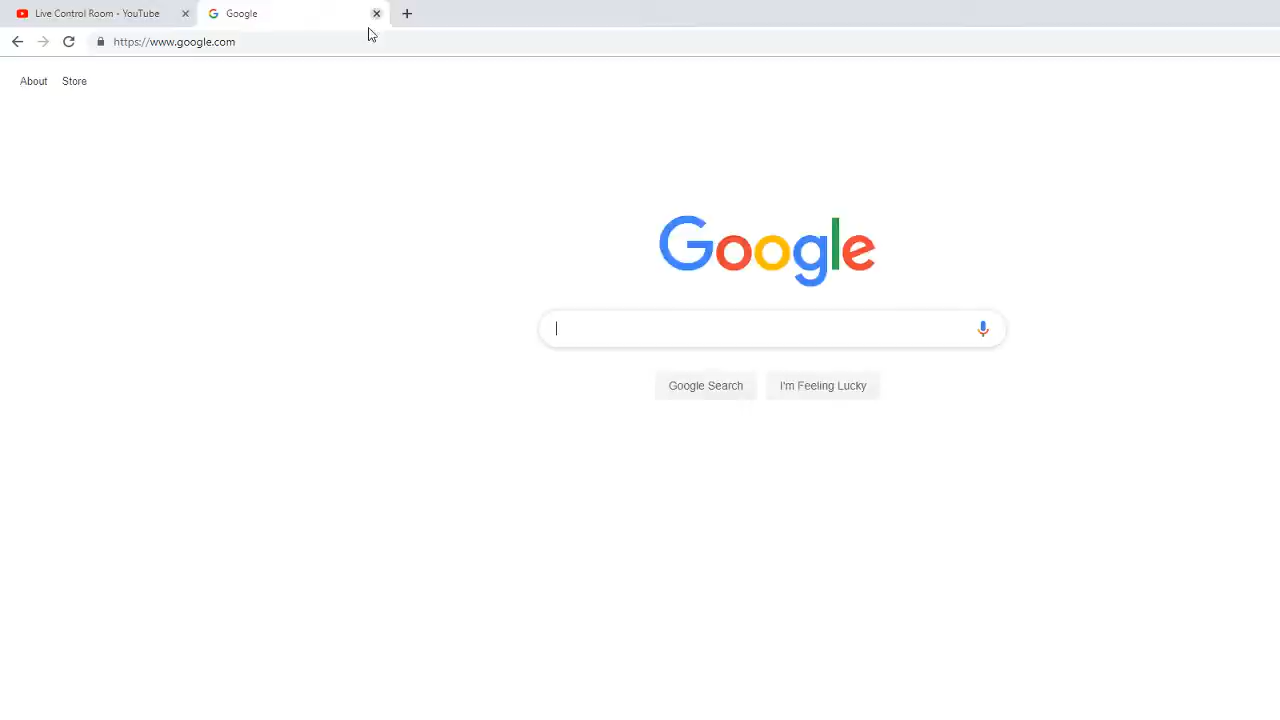 Live Control Room - YouTube
Google
https://www.google.com
About Store
Google
Google Search I'm Feeling Lucky